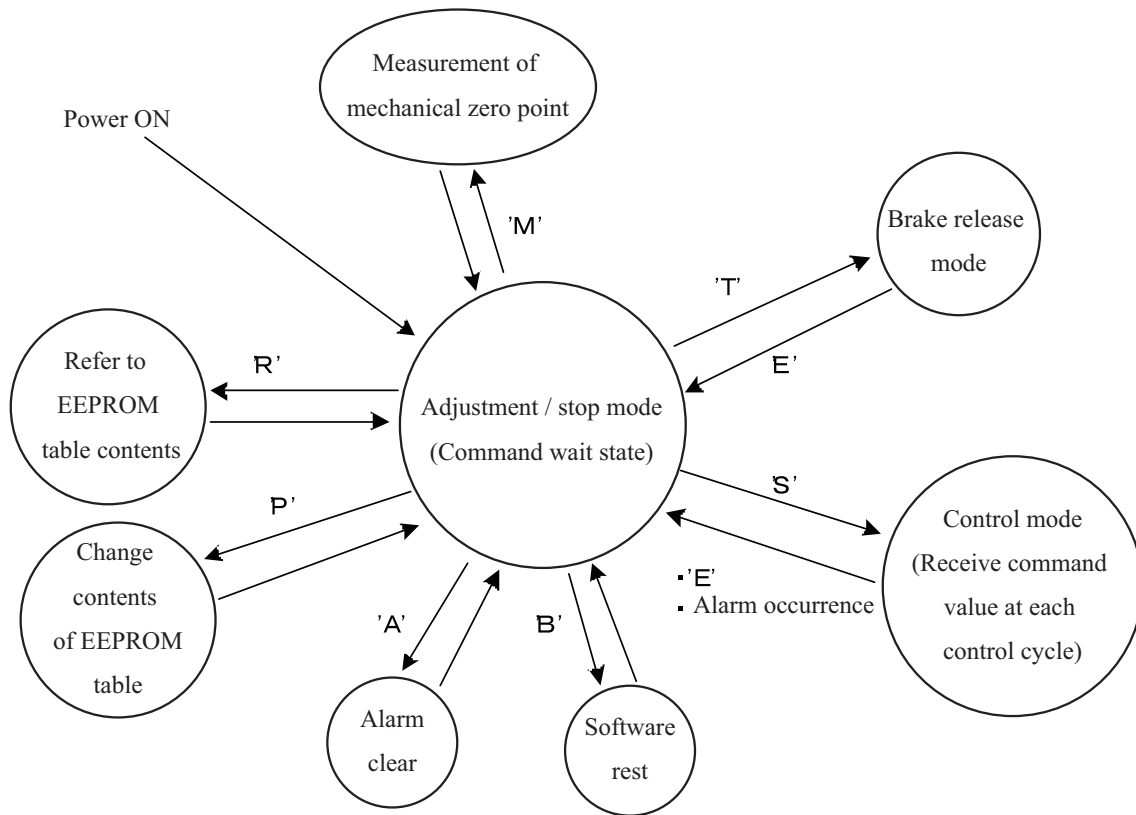 Measurement of
mechanical zero point
Power ON
'M'
Brake release
mode
'T'
'E'
Refer to
EEPROM
table contents
'R'
Adjustment / stop mode
(Command wait state)
'P'
Change
contents
of EEPROM
table
'S'
Control mode
(Receive command
value at each
control cycle)
▪ 'E'
▪ Alarm occurrence
'A'
'B'
Alarm
clear
Software
rest